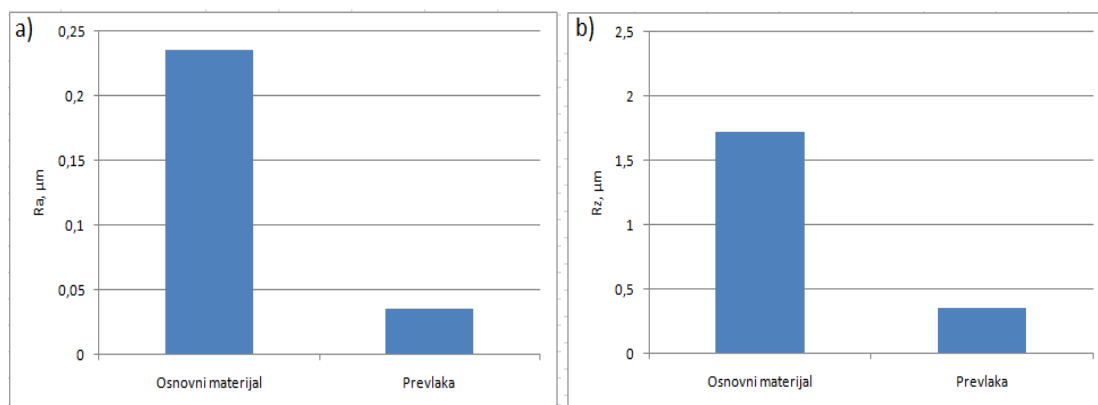 a)
0,25
0,2
0,15
0,1
0,05
0
Ra, µm
Osnovni materijal
Prevlaka
b)
2,5
2
1,5
1
0,5
0
Rz, µm
Osnovni materijal
Prevlaka